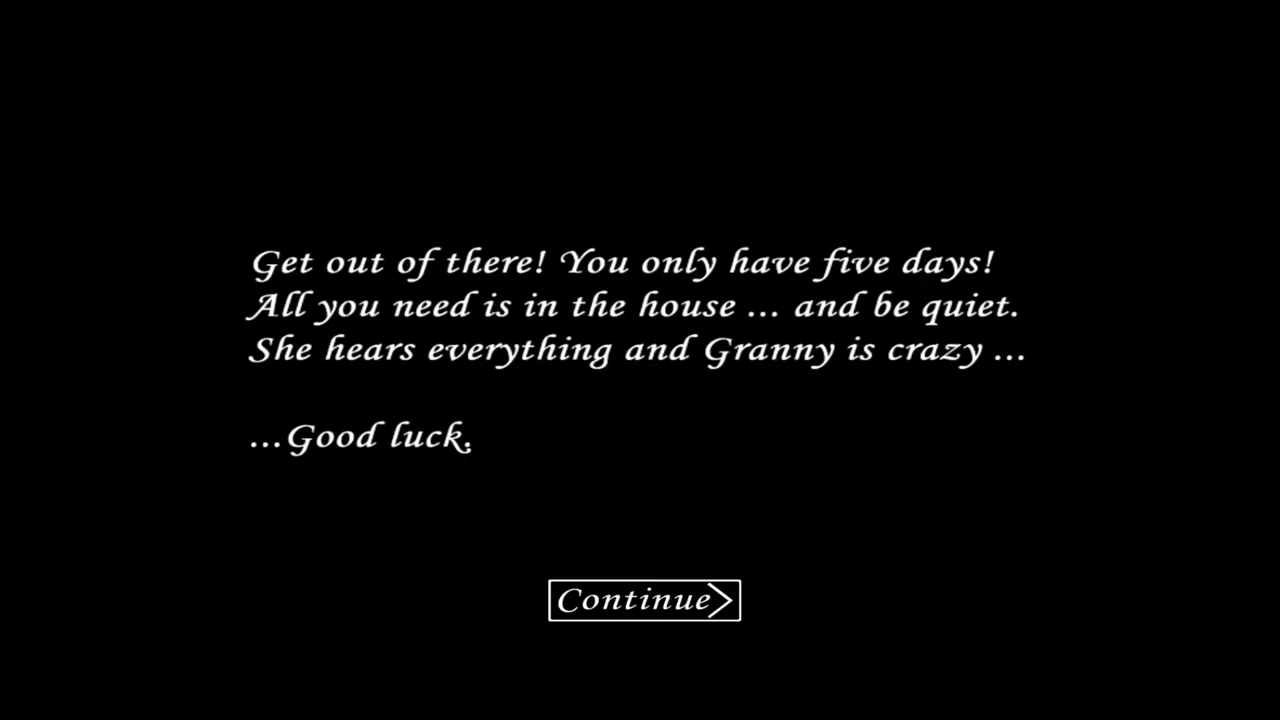 Get out of there! You only have five days!
All you need is in the house ... and be quiet.
She hears everything and Granny is crazy ...
...Good luck.
Continue>